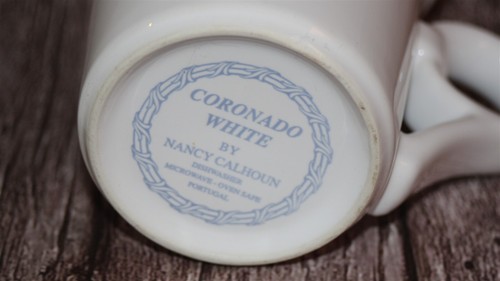 CORONADO
WHITE
BY
NANCY CALHOUN
DISHWASHER
MICROWAVE - OVEN SAFE
PORTUGAL